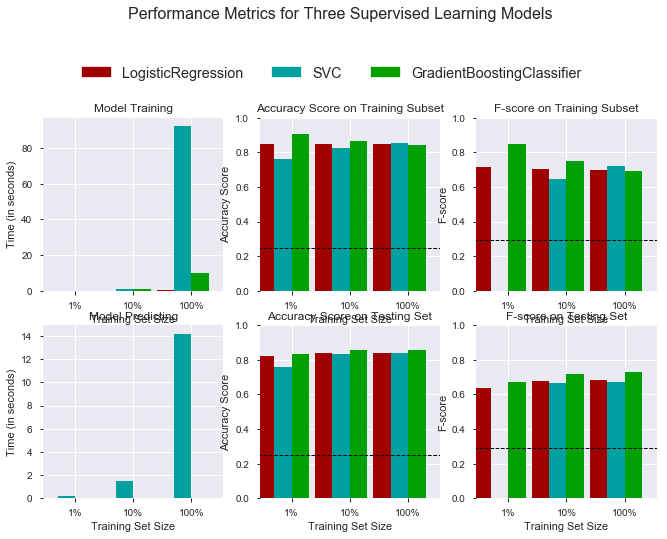 Performance Metrics for Three Supervised Learning Models
LogisticRegression SVC GradientBoostingClassifier
Model Training
Time (in seconds)
80
60
40
20
0
1% 10% 100%
Training Set Size
Accuracy Score on Training Subset
Accuracy Score
1.0
0.8
0.6
0.4
0.2
0.0
1% 10% 100%
Training Set Size
F-score on Training Subset
F-score
1.0
0.8
0.6
0.4
0.2
0.0
1% 10% 100%
Training Set Size
Model Predicting
Time (in seconds)
14
12
10
8
6
4
2
0
1% 10% 100%
Training Set Size
Accuracy Score on Testing Set
Accuracy Score
1.0
0.8
0.6
0.4
0.2
0.0
1% 10% 100%
Training Set Size
F-score on Testing Set
F-score
1.0
0.8
0.6
0.4
0.2
0.0
1% 10% 100%
Training Set Size